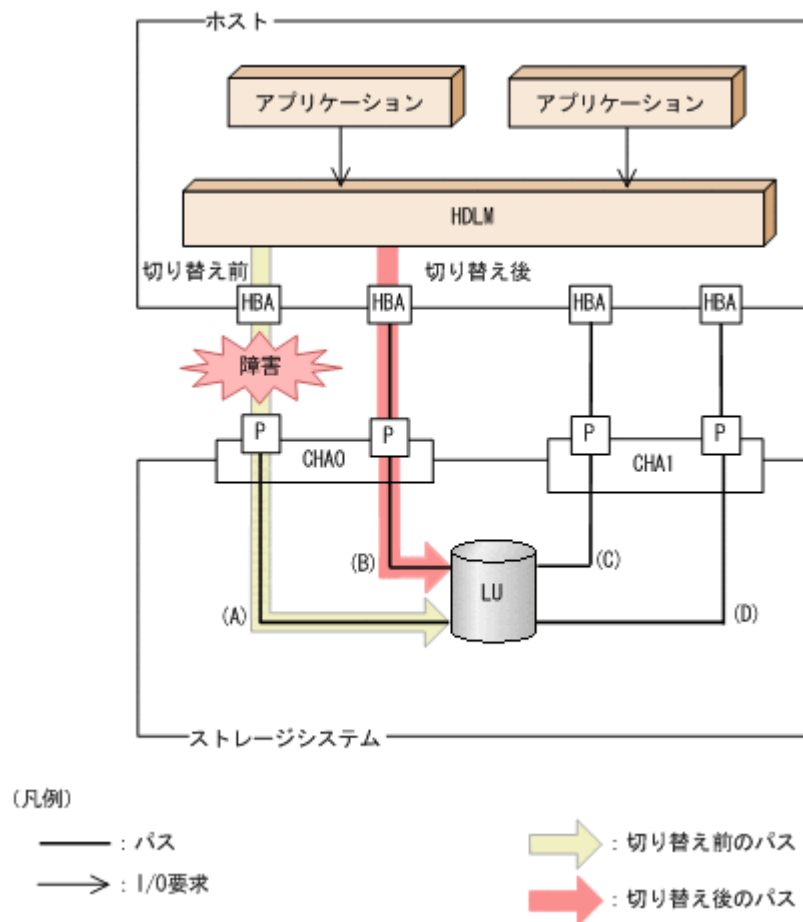 ホスト
アプリケーション
アプリケーション
HDLM
切り替え前
切り替え後
HBA
HBA
HBA
HBA
障害
P
P
P
P
CHA0
CHA1
(B)
(C)
LU
(A)
(D)
ストレージシステム
(凡例)
：パス
：切り替え前のパス
：I/O要求
：切り替え後のパス